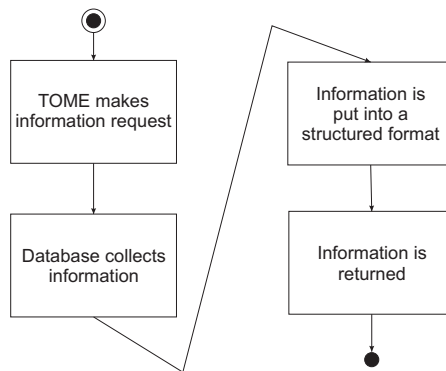 TOME makes
information request
Database collects
information
Information is
put into a
structured format
Information is
returned